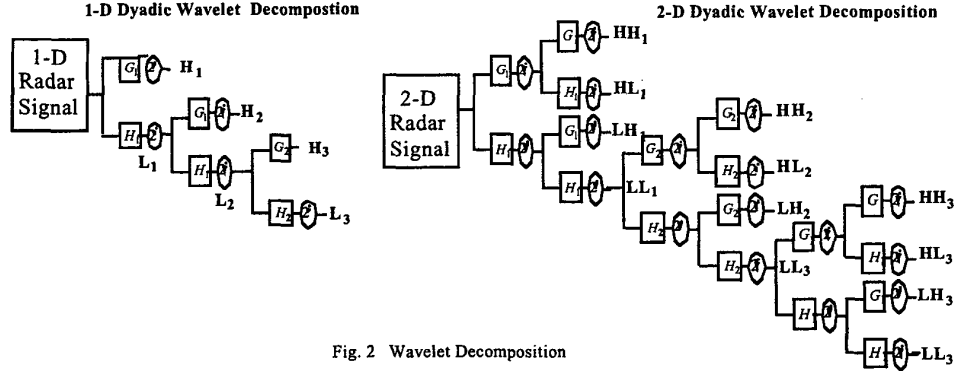 1-D Dyadic Wavelet Decompostion
2-D Dyadic Wavelet Decomposition
1-D
Radar
Signal
G₁ H₁
H₁
L₁
G₁ H₂
H₁
L₂
G₂ H₃
H₂ L₃
2-D
Radar
Signal
G₁
G HH₁
H₁ HL₁
H₁
G₁ LH₁
H₁ LL₁
G₂
G₂ HH₂
H₂ HL₂
H₂
G₂ LH₂
H₂ LL₃
G
G HH₃
H HL₃
H
G LH₃
H LL₃
Fig. 2 Wavelet Decomposition